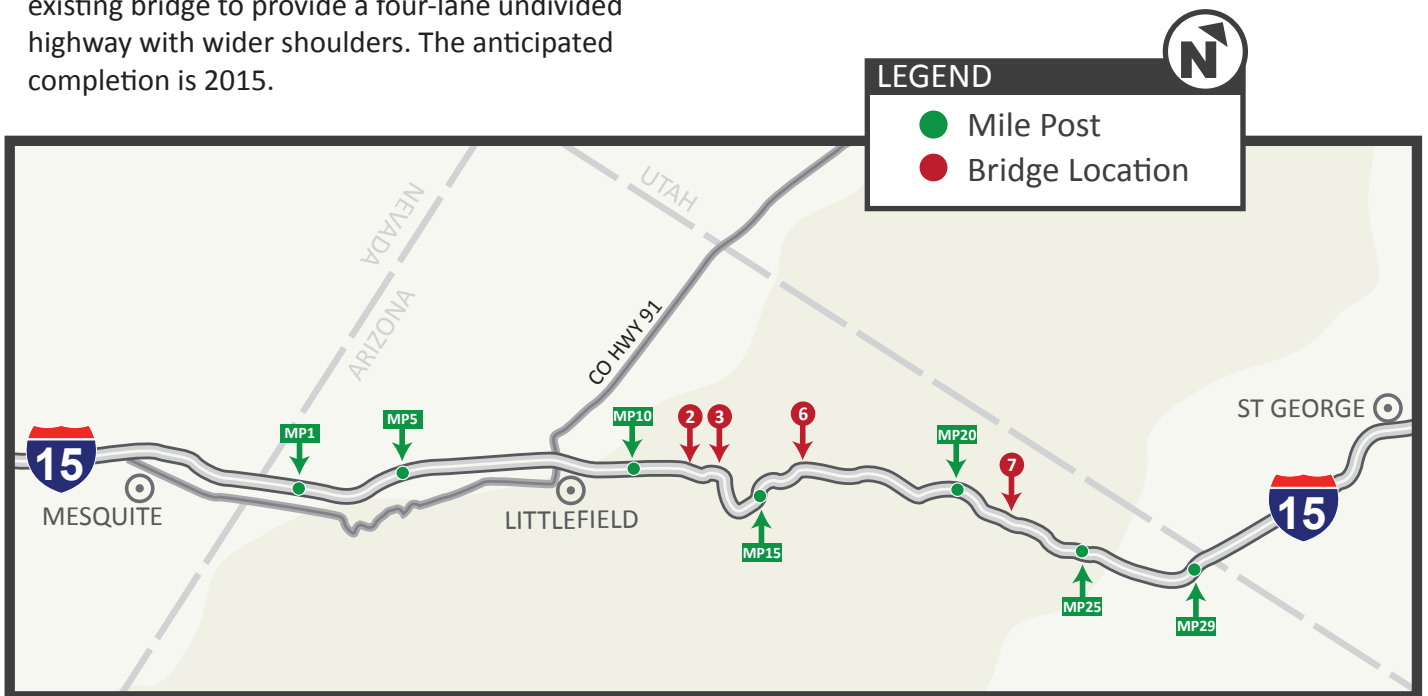 existing bridge to provide a four-lane undivided
highway with wider shoulders. The anticipated
completion is 2015.
N
LEGEND
Mile Post
Bridge Location
NEVADA
ARIZONA
UTAH
CO HWY 91
MP1
MP5
MP10
2
3
6
MP20
7
ST GEORGE
15
MESQUITE
LITTLEFIELD
MP15
MP25
MP29
15